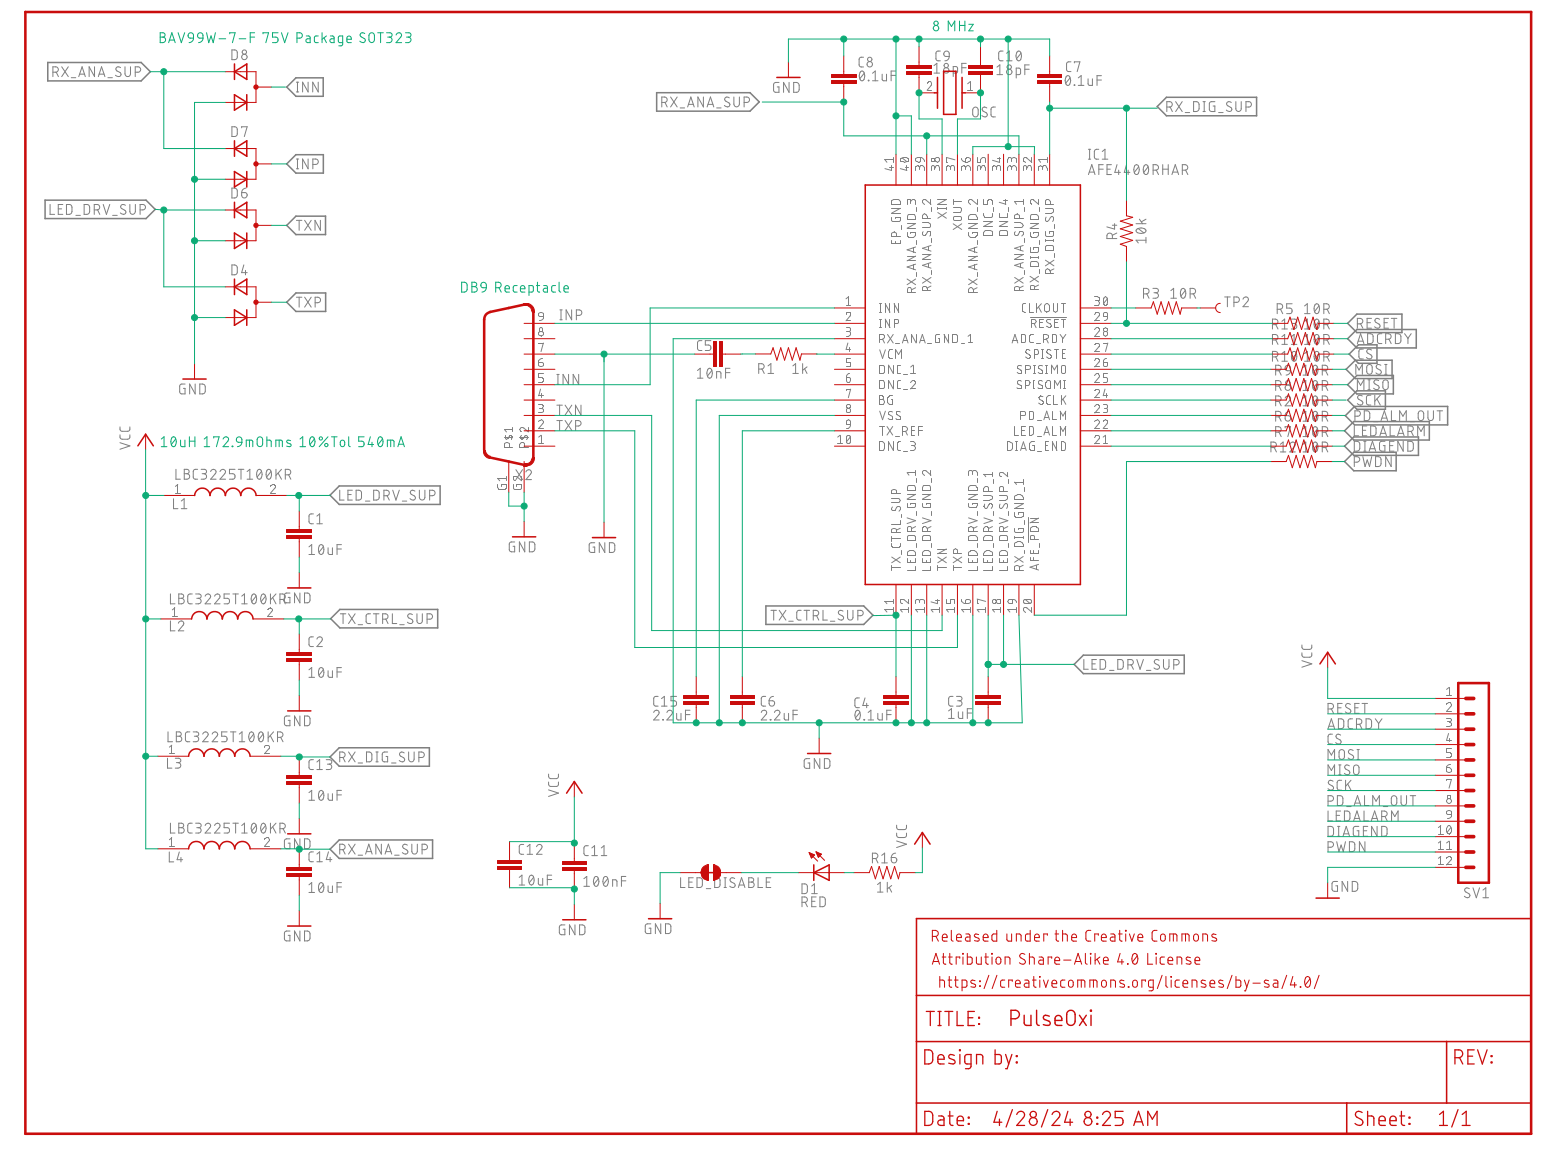 BAV99W-7-F 75V Package SOT323
RX_ANA_SUP
D8
INN
D7
INP
D6
LED_DRV_SUP
TXN
D4
TXP
GND
8 MHz
GND
C8
0.1uF
C9
18pF
C10
18pF
C7
0.1uF
2
1
OSC
RX_ANA_SUP
RX_DIG_SUP
IC1
AFE4400RHAR
41
40
39
38
37
36
35
34
33
32
31
EP_GND
RX_ANA_GND_3
RX_ANA_SUP_2
XIN
XOUT
RX_ANA_GND_2
DNC_5
DNC_4
RX_ANA_SUP_1
RX_DIG_GND_2
RX_DIG_SUP
R4
10k
DB9 Receptacle
9
8
7
6
5
4
3
2
1
INP
INN
TXN
TXP
P$1
P$2
G1
G2
X2
GND
GND
C5
10nF
R1
1k
1 INN
2 INP
3 RX_ANA_GND_1
4 VCM
5 DNC_1
6 DNC_2
7 BG
8 VSS
9 TX_REF
10 DNC_3
CLKOUT 30
RESET 29
ADC_RDY 28
SPISTE 27
SPISIMO 26
SPISOMI 25
SCLK 24
PD_ALM 23
LED_ALM 22
DIAG_END 21
R3 10R
TP2
R5 10R
R13 10R
R11 10R
R10 10R
R9 10R
R8 10R
R2 10R
R6 10R
R7 10R
R12 10R
RESET
ADCRDY
CS
MOSI
MISO
SCK
PD_ALM_OUT
LEDALARM
DIAGEND
PWDN
TX_CTRL_SUP
LED_DRV_GND_1
LED_DRV_GND_2
TXN
TXP
LED_DRV_GND_3
LED_DRV_SUP_1
LED_DRV_SUP_2
RX_DIG_GND_1
AFE_PDN
11
12
13
14
15
16
17
18
19
20
TX_CTRL_SUP
LED_DRV_SUP
C15
2.2uF
C6
2.2uF
C4
0.1uF
C3
1uF
GND
VCC
10uH 172.9mOhms 10%Tol 540mA
LBC3225T100KR
1
2
L1
LED_DRV_SUP
C1
10uF
GND
LBC3225T100KR
1
2
L2
TX_CTRL_SUP
C2
10uF
GND
LBC3225T100KR
1
2
L3
RX_DIG_SUP
C13
10uF
GND
LBC3225T100KR
1
2
L4
RX_ANA_SUP
C14
10uF
GND
VCC
C12
10uF
C11
100nF
GND
LED_DISABLE
GND
D1
RED
R16
1k
VCC
VCC
1
RESET 2
ADCRDY 3
CS 4
MOSI 5
MISO 6
SCK 7
PD_ALM_OUT 8
LEDALARM 9
DIAGEND 10
PWDN 11
12
GND
SV1
Released under the Creative Commons
Attribution Share-Alike 4.0 License
https://creativecommons.org/licenses/by-sa/4.0/
TITLE: PulseOxi
Design by:
REV:
Date: 4/28/24 8:25 AM
Sheet: 1/1